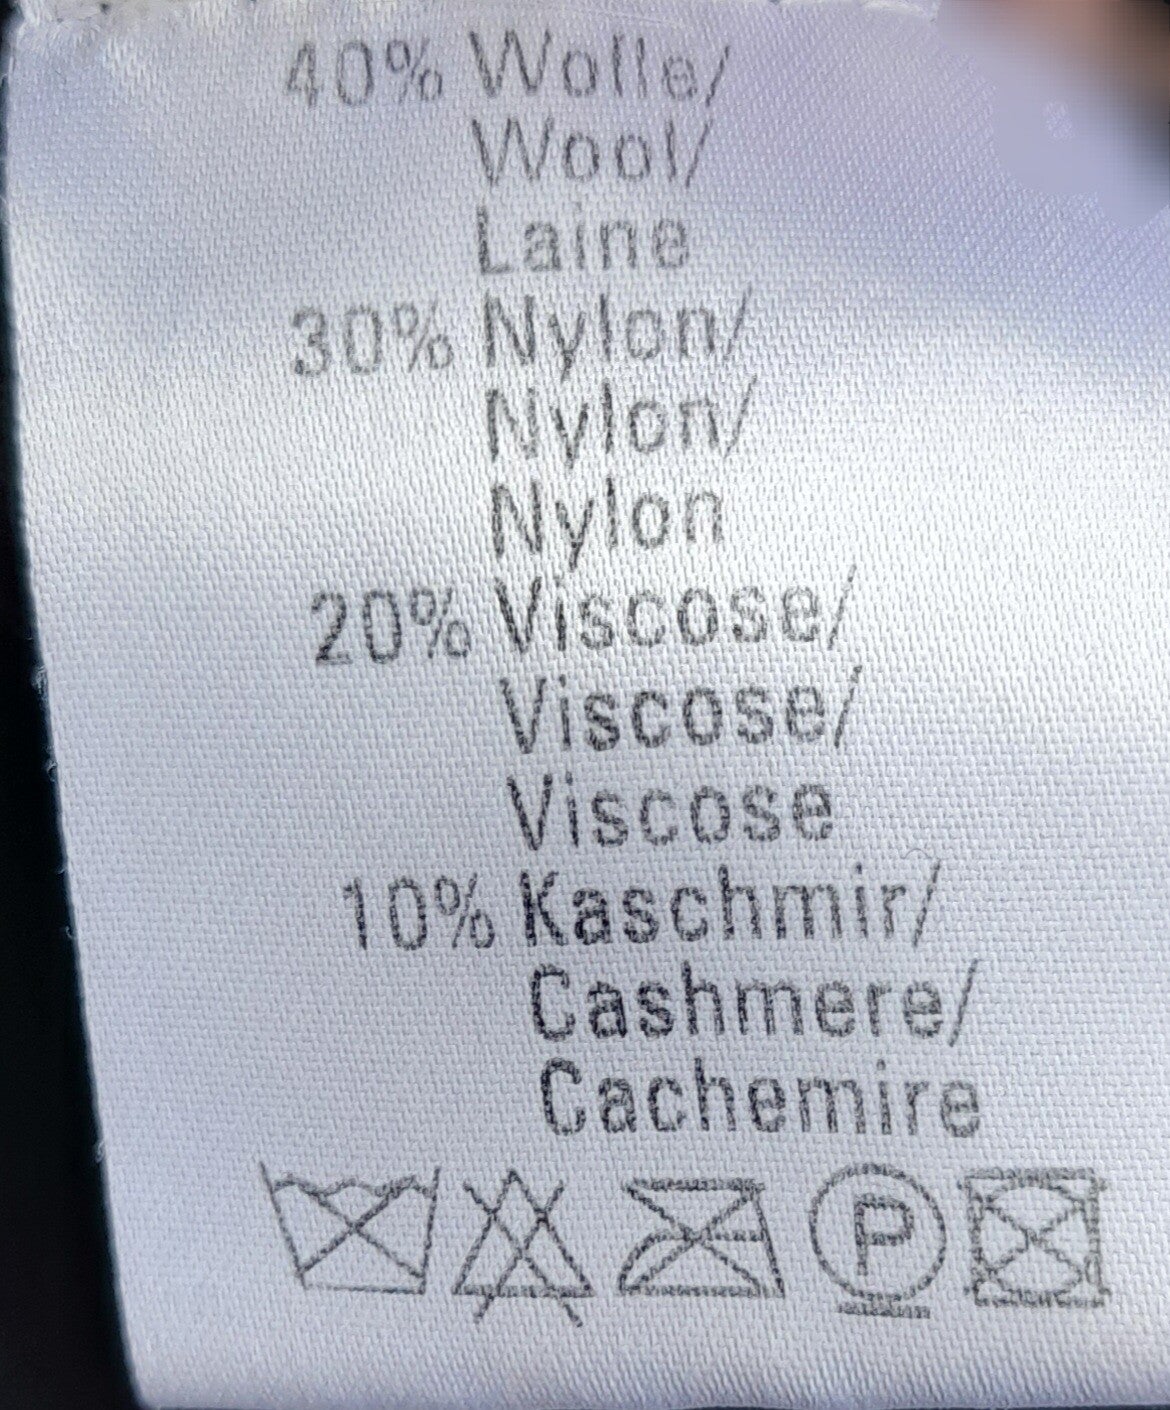 40% Wolle/
Wool/
Laine
30% Nylon/
Nylon/
Nylon
20% Viscose/
Viscose/
Viscose
10% Kaschmir/
Cashmere/
Cachemire
P